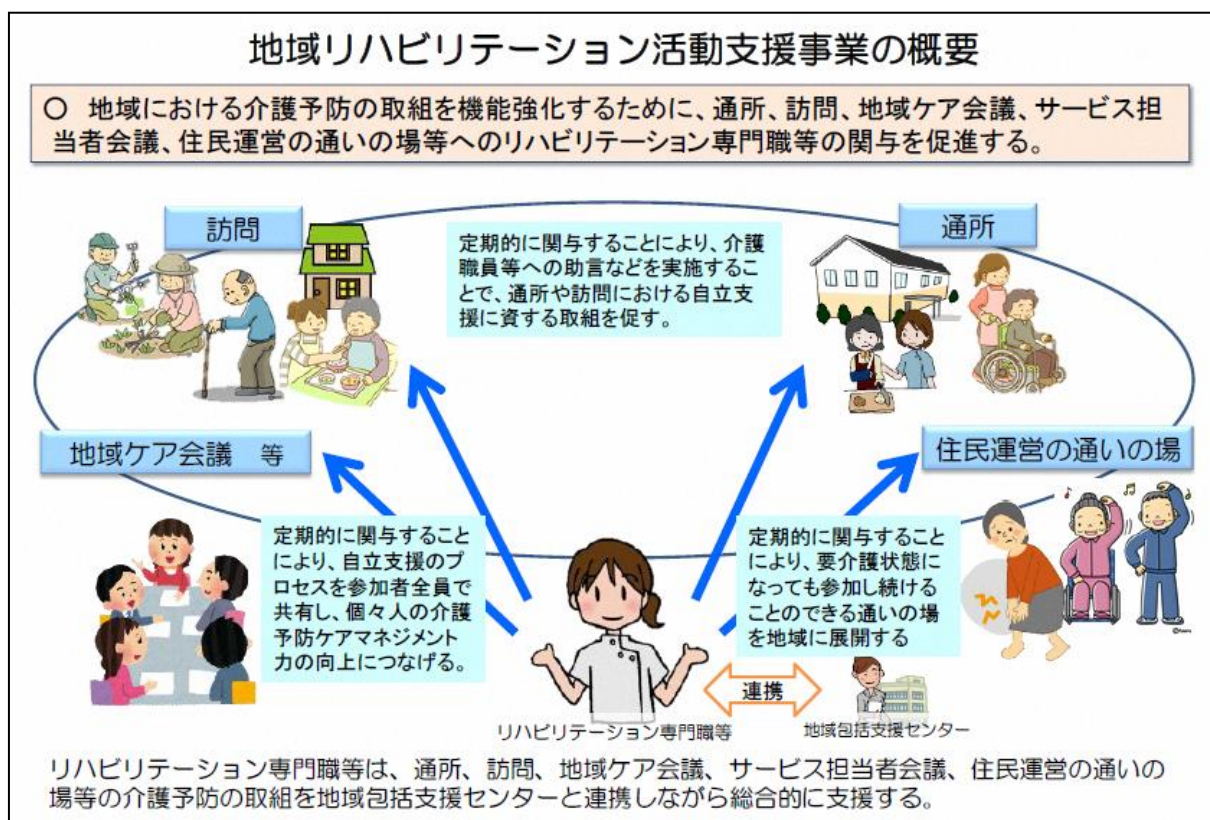 地域リハビリテーション活動支援事業の概要
○ 地域における介護予防の取組を機能強化するために、通所、訪問、地域ケア会議、サービス担
当者会議、住民運営の通いの場等へのリハビリテーション専門職等の関与を促進する。
訪問
定期的に関与することにより、介護
職員等への助言などを実施するこ
とで、通所や訪問における自立支
援に資する取組を促す。
通所
地域ケア会議 等
住民運営の通いの場
定期的に関与すること
により、自立支援のプ
ロセスを参加者全員で
共有し、個々人の介護
予防ケアマネジメント
力の向上につなげる。
定期的に関与すること
により、要介護状態に
なっても参加し続ける
ことのできる通いの場
を地域に展開する
連携
リハビリテーション専門職等
地域包括支援センター
リハビリテーション専門職等は、通所、訪問、地域ケア会議、サービス担当者会議、住民運営の通いの
場等の介護予防の取組を地域包括支援センターと連携しながら総合的に支援する。